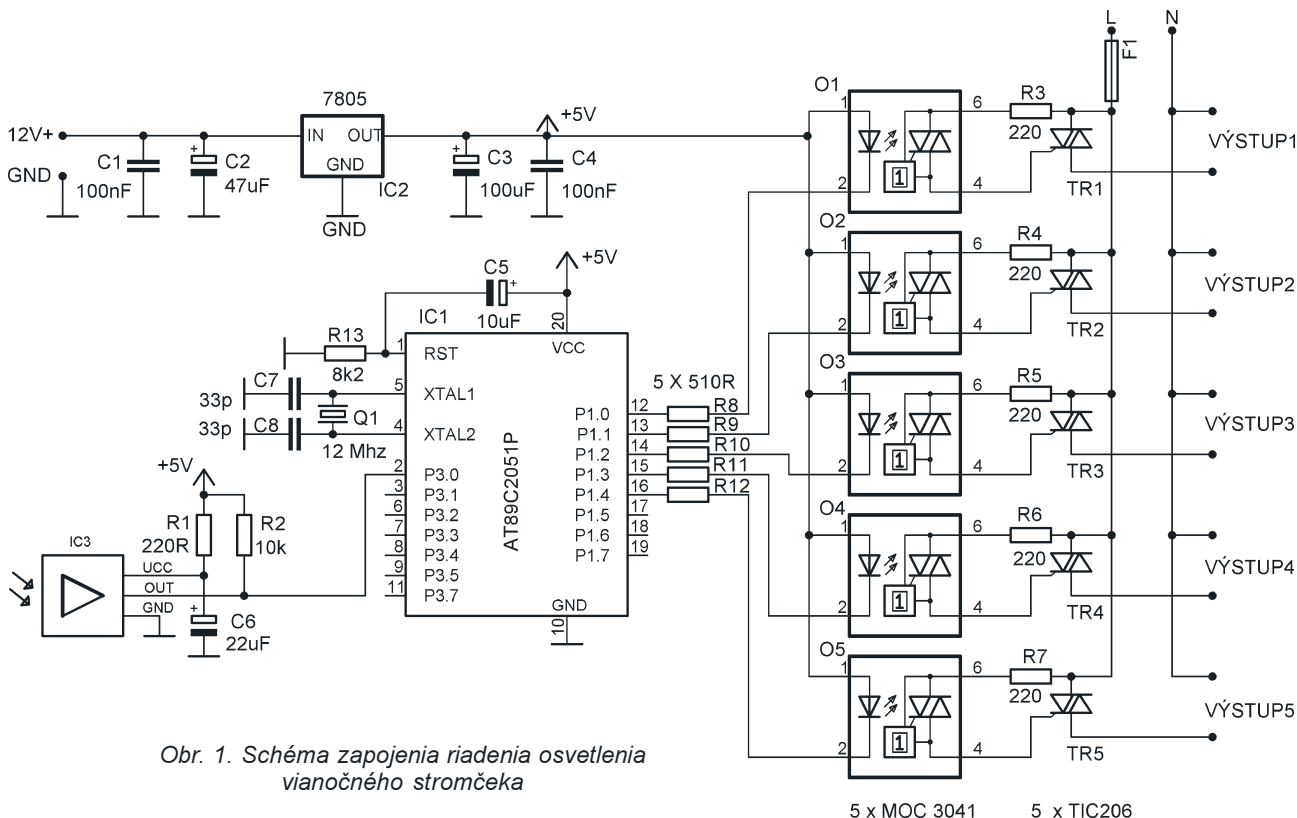 L N
F1
7805
12V+
IN OUT
GND
GND
IC2
GND
C1
100nF
C2
47uF
C3
100uF
C4
100nF
+5V
+5V
C5
10uF
IC1
R13
8k2
C7
33p
C8
33p
Q1
12 Mhz
1 RST
5 XTAL1
4 XTAL2
2 P3.0
3 P3.1
6 P3.2
7 P3.3
8 P3.4
9 P3.5
11 P3.7
20
VCC
AT89C2051P
GND
10
P1.0 12
P1.1 13
P1.2 14
P1.3 15
P1.4 16
P1.5 17
P1.6 18
P1.7 19
5 X 510R
R8
R9
R10
R11
R12
+5V
R1
220R
R2
10k
IC3
UCC
OUT
GND
C6
22uF
O1
1 6
2 4
1
R3
220
TR1
VÝSTUP1
O2
1 6
2 4
1
R4
220
TR2
VÝSTUP2
O3
1 6
2 4
1
R5
220
TR3
VÝSTUP3
O4
1 6
2 4
1
R6
220
TR4
VÝSTUP4
O5
1 6
2 4
1
R7
220
TR5
VÝSTUP5
Obr. 1. Schéma zapojenia riadenia osvetlenia
vianočného stromčeka
5 x MOC 3041 5 x TIC206